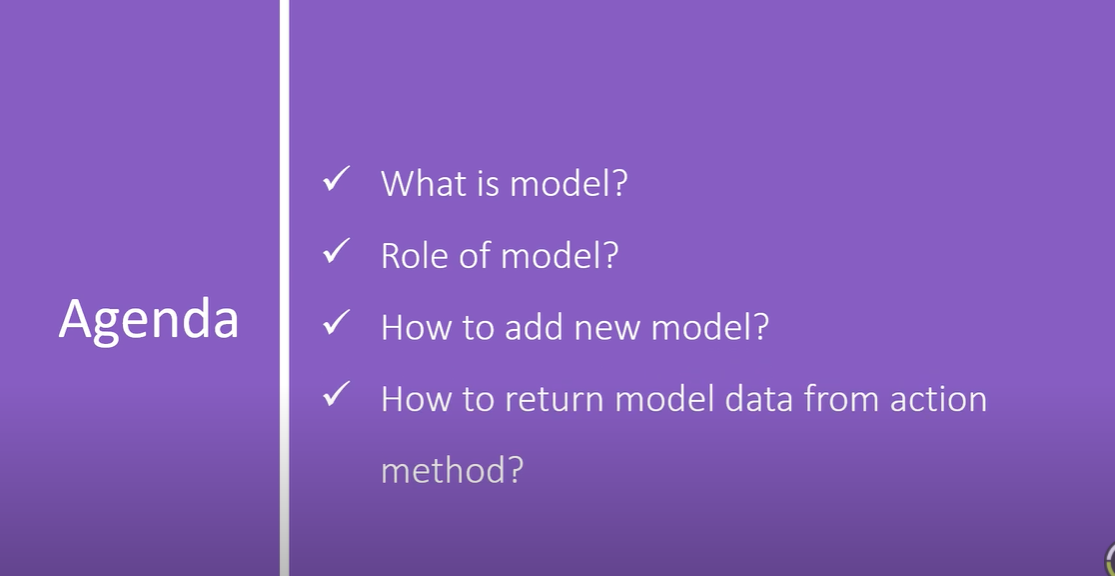 Agenda
✓ What is model?
✓ Role of model?
✓ How to add new model?
✓ How to return model data from action
method?